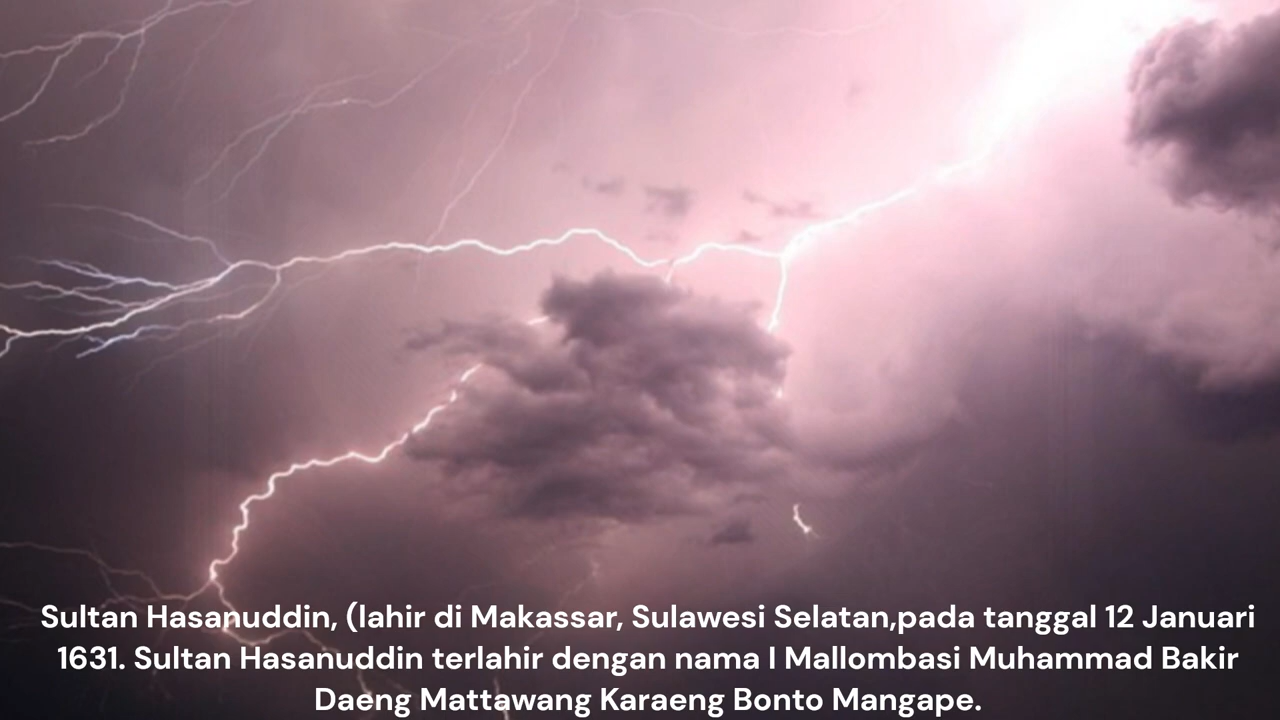 Sultan Hasanuddin, (lahir di Makassar, Sulawesi Selatan,pada tanggal 12 Januari
1631. Sultan Hasanuddin terlahir dengan nama I Mallombasi Muhammad Bakir
Daeng Mattawang Karaeng Bonto Mangape.